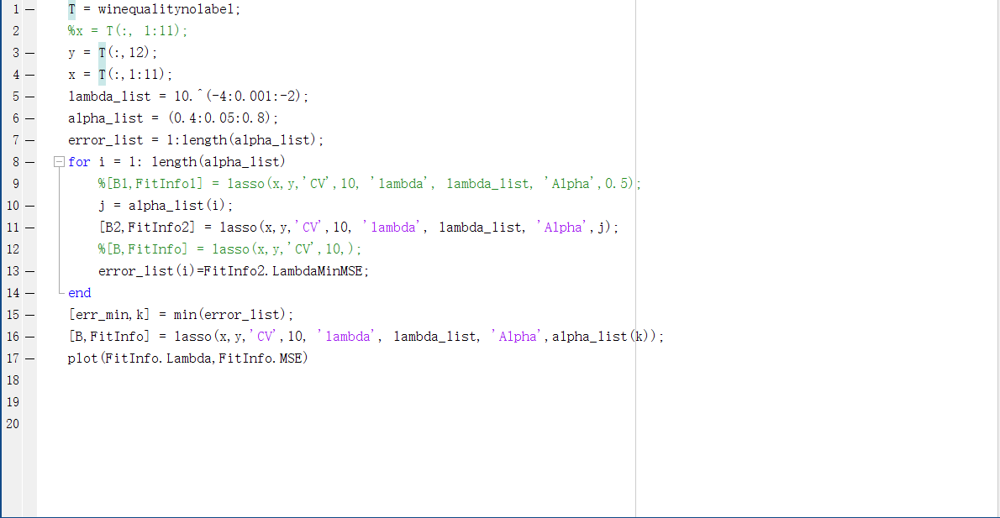 1 — T = winequalitynolabel;
2 %x = T(:, 1:11);
3 — y = T(:,12);
4 — x = T(:,1:11);
5 — lambda_list = 10.^(-4:0.001:-2);
6 — alpha_list = (0.4:0.05:0.8);
7 — error_list = 1:length(alpha_list);
8 — for i = 1: length(alpha_list)
9 %[B1,FitInfo1] = lasso(x,y,'CV',10, 'lambda', lambda_list, 'Alpha',0.5);
10 — j = alpha_list(i);
11 — [B2,FitInfo2] = lasso(x,y,'CV',10, 'lambda', lambda_list, 'Alpha',j);
12 %[B,FitInfo] = lasso(x,y,'CV',10,);
13 — error_list(i)=FitInfo2.LambdaMinMSE;
14 — end
15 — [err_min,k] = min(error_list);
16 — [B,FitInfo] = lasso(x,y,'CV',10, 'lambda', lambda_list, 'Alpha',alpha_list(k));
17 — plot(FitInfo.Lambda,FitInfo.MSE)
18
19
20